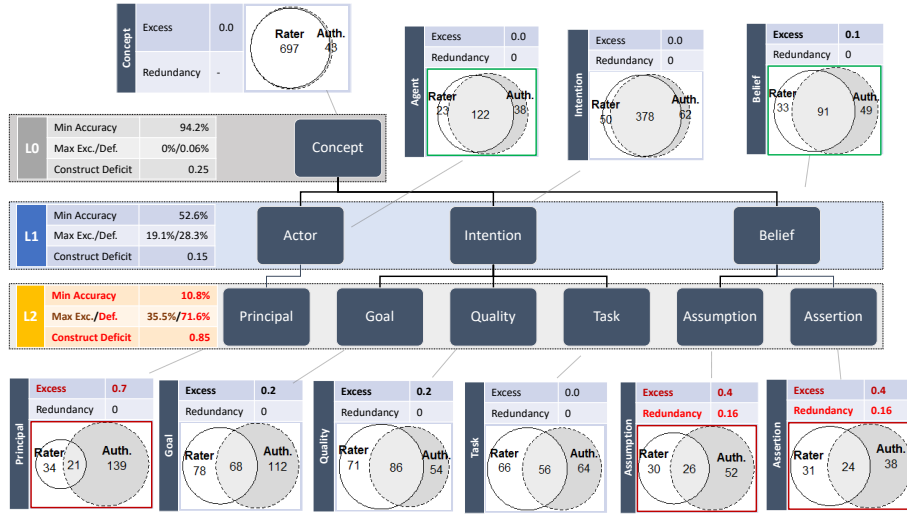 Concept
Excess 0.0
Redundancy -
Rater Auth.
697 43
Agent
Excess 0.0
Redundancy 0
Rater Auth.
23 122 38
Intention
Excess 0.0
Redundancy 0
Rater Auth.
50 378 62
Belief
Excess 0.1
Redundancy 0
Rater Auth.
33 91 49
L0
Min Accuracy 94.2%
Max Exc./Def. 0%/0.06%
Construct Deficit 0.25
Concept
L1
Min Accuracy 52.6%
Max Exc./Def. 19.1%/28.3%
Construct Deficit 0.15
Actor
Intention
Belief
L2
Min Accuracy 10.8%
Max Exc./Def. 35.5%/71.6%
Construct Deficit 0.85
Principal
Goal
Quality
Task
Assumption
Assertion
Principal
Excess 0.7
Redundancy 0
Rater Auth.
34 21 139
Goal
Excess 0.2
Redundancy 0
Rater Auth.
78 68 112
Quality
Excess 0.2
Redundancy 0
Rater Auth.
71 86 54
Task
Excess 0.0
Redundancy 0
Rater Auth.
66 56 64
Assumption
Excess 0.4
Redundancy 0.16
Rater Auth.
30 26 52
Assertion
Excess 0.4
Redundancy 0.16
Rater Auth.
31 24 38